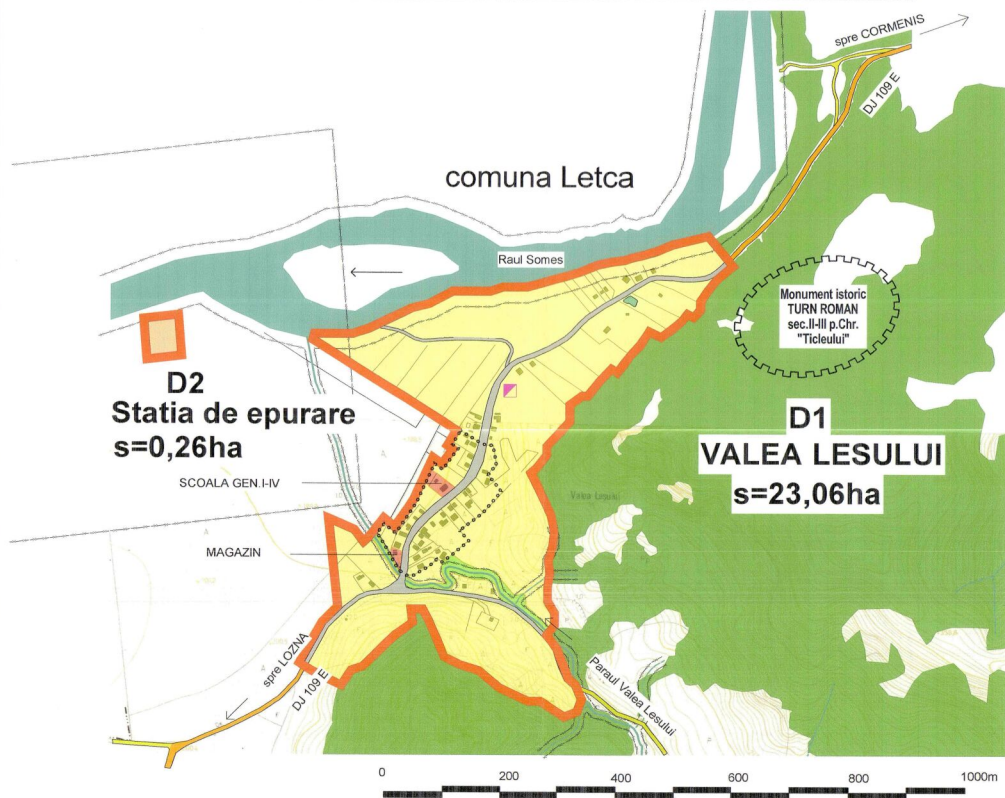 spre CORMENIS
DJ 109 E
comuna Letca
Raul Somes
Monument istoric
TURN ROMAN
sec.II-III p.Chr.
"Ticleului"
D2
Statia de epurare
s=0,26ha
D1
VALEA LESULUI
s=23,06ha
SCOALA GEN.I-IV
Valea Leşului
MAGAZIN
spre LOZNA
DJ 109 E
Paraul Valea Lesului
0 200 400 600 800 1000m